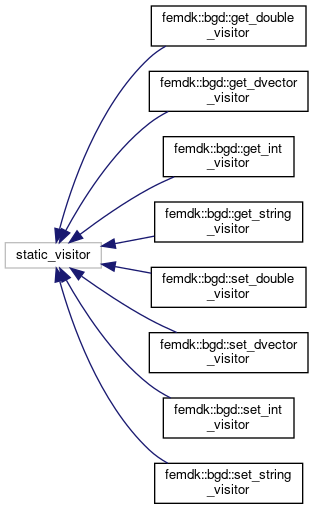 femdk::bgd::get_double
_visitor
femdk::bgd::get_dvector
_visitor
femdk::bgd::get_int
_visitor
femdk::bgd::get_string
_visitor
static_visitor
femdk::bgd::set_double
_visitor
femdk::bgd::set_dvector
_visitor
femdk::bgd::set_int
_visitor
femdk::bgd::set_string
_visitor